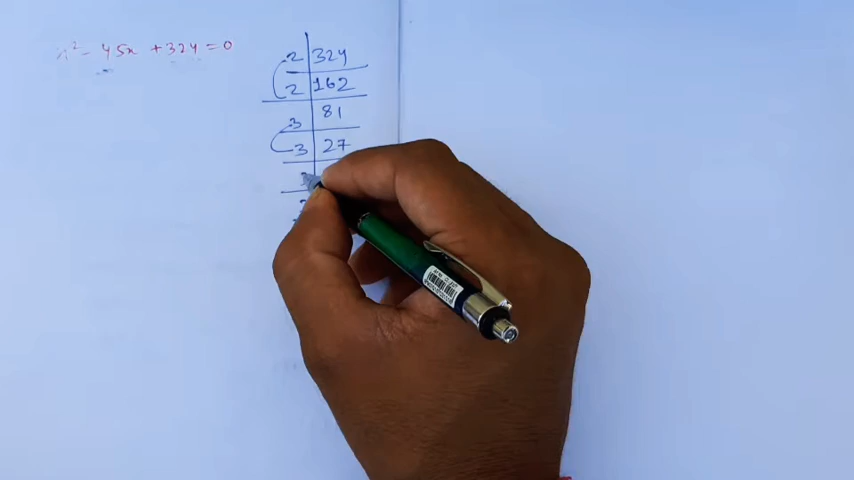 x² - 45x + 324 = 0
2 | 324
2 | 162
3 | 81
3 | 27